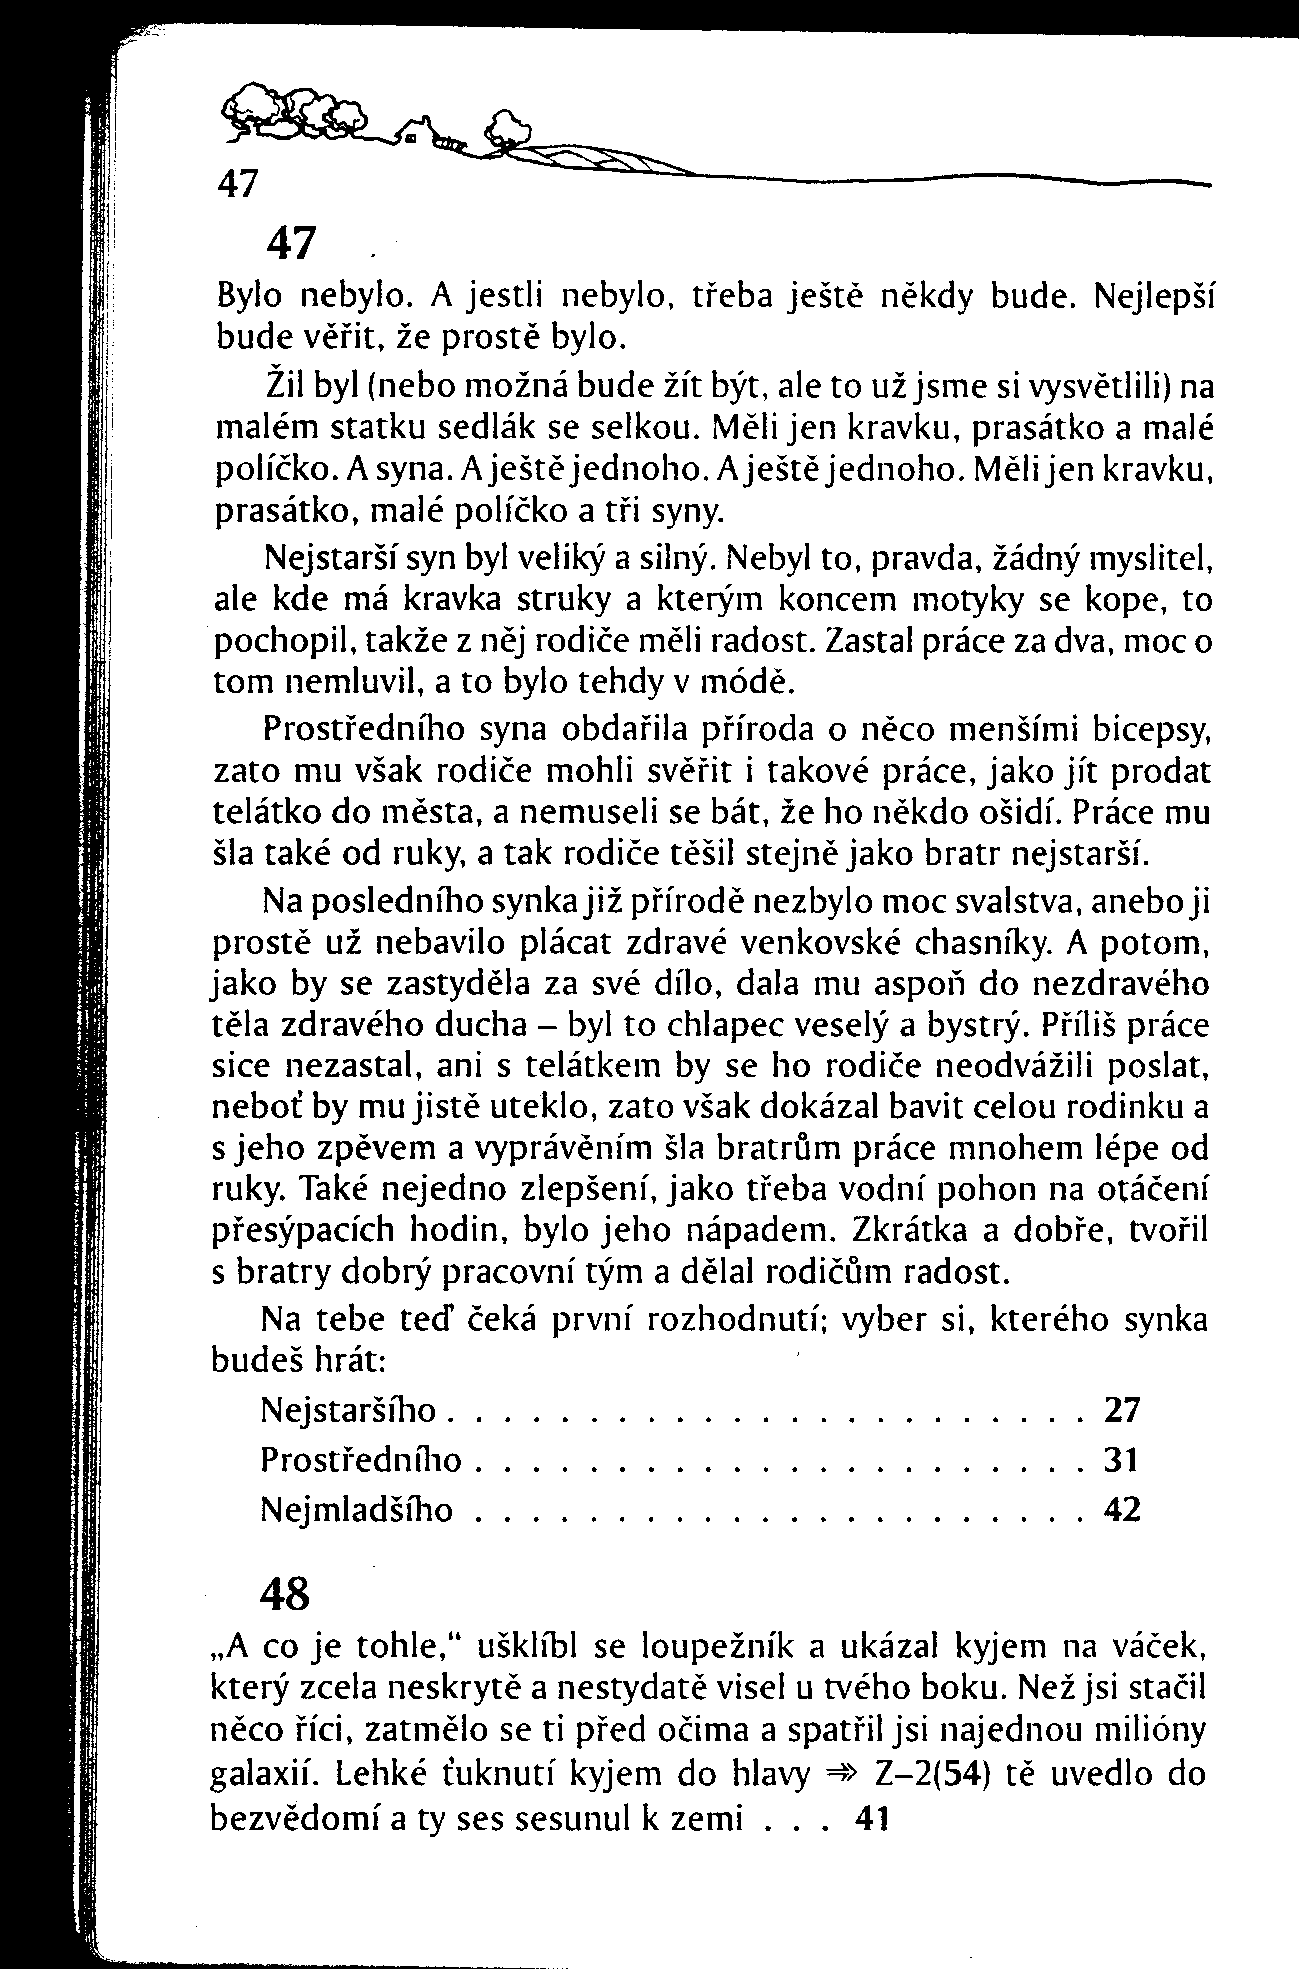 47
47
Bylo nebylo. A jestli nebylo, třeba ještě někdy bude. Nejlepší
bude věřit, že prostě bylo.
Žil byl (nebo možná bude žít být, ale to už jsme si vysvětlili) na
malém statku sedlák se selkou. Měli jen kravku, prasátko a malé
políčko. A syna. A ještě jednoho. A ještě jednoho. Měli jen kravku,
prasátko, malé políčko a tři syny.
Nejstarší syn byl veliký a silný. Nebyl to, pravda, žádný myslitel,
ale kde má kravka struky a kterým koncem motyky se kope, to
pochopil, takže z něj rodiče měli radost. Zastal práce za dva, moc o
tom nemluvil, a to bylo tehdy v módě.
Prostředního syna obdařila příroda o něco menšími bicepsy,
zato mu však rodiče mohli svěřit i takové práce, jako jít prodat
telátko do města, a nemuseli se bát, že ho někdo ošidí. Práce mu
šla také od ruky, a tak rodiče těšil stejně jako bratr nejstarší.
Na posledního synka již přírodě nezbylo moc svalstva, anebo ji
prostě už nebavilo plácat zdravé venkovské chasníky. A potom,
jako by se zastyděla za své dílo, dala mu aspoň do nezdravého
těla zdravého ducha – byl to chlapec veselý a bystrý. Příliš práce
sice nezastal, ani s telátkem by se ho rodiče neodvážili poslat,
neboť by mu jistě uteklo, zato však dokázal bavit celou rodinku a
s jeho zpěvem a vyprávěním šla bratrům práce mnohem lépe od
ruky. Také nejedno zlepšení, jako třeba vodní pohon na otáčení
přesýpacích hodin, bylo jeho nápadem. Zkrátka a dobře, tvořil
s bratry dobrý pracovní tým a dělal rodičům radost.
Na tebe teď čeká první rozhodnutí; vyber si, kterého synka
budeš hrát:
Nejstaršího . . . . . . . . . . . . . . . . . . . . . . . 27
Prostředního . . . . . . . . . . . . . . . . . . . . . . 31
Nejmladšího . . . . . . . . . . . . . . . . . . . . . . 42
48
„A co je tohle,“ ušklíbl se loupežník a ukázal kyjem na váček,
který zcela neskrytě a nestydatě visel u tvého boku. Než jsi stačil
něco říci, zatmělo se ti před očima a spatřil jsi najednou milióny
galaxií. Lehké ťuknutí kyjem do hlavy ⇻ Z–2(54) tě uvedlo do
bezvědomí a ty ses sesunul k zemi . . . 41